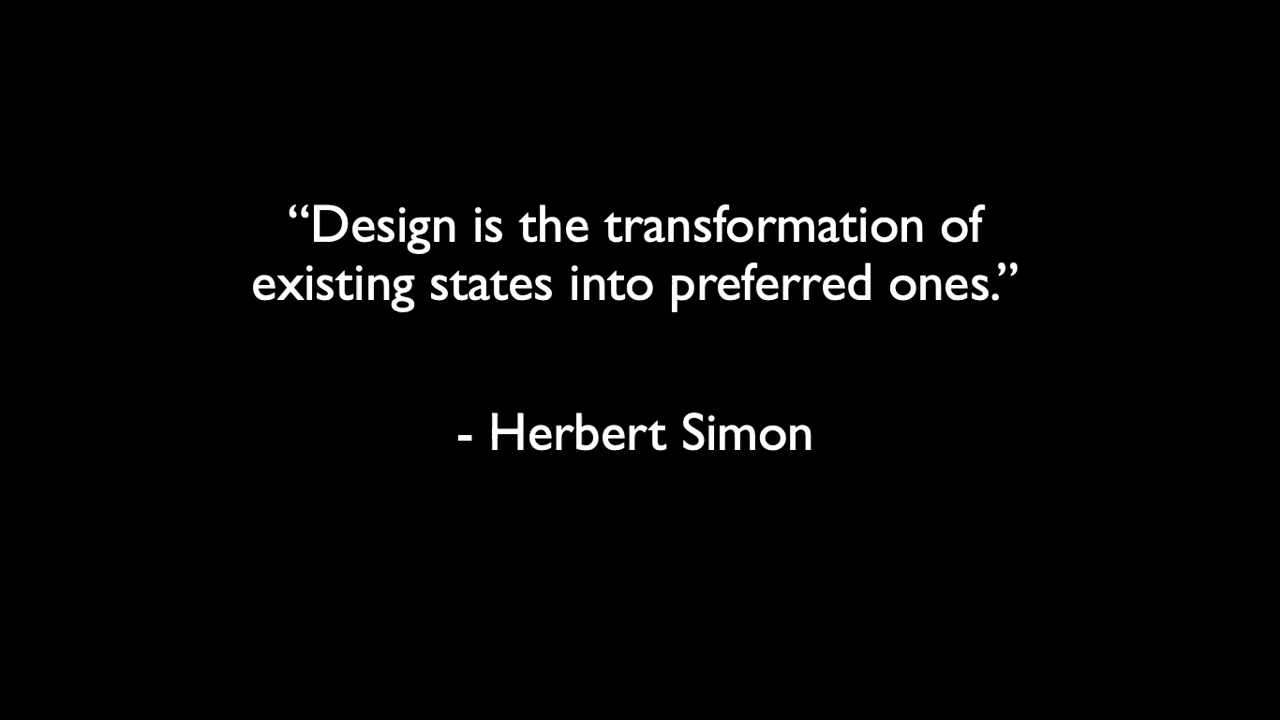 “Design is the transformation of
existing states into preferred ones.”
- Herbert Simon